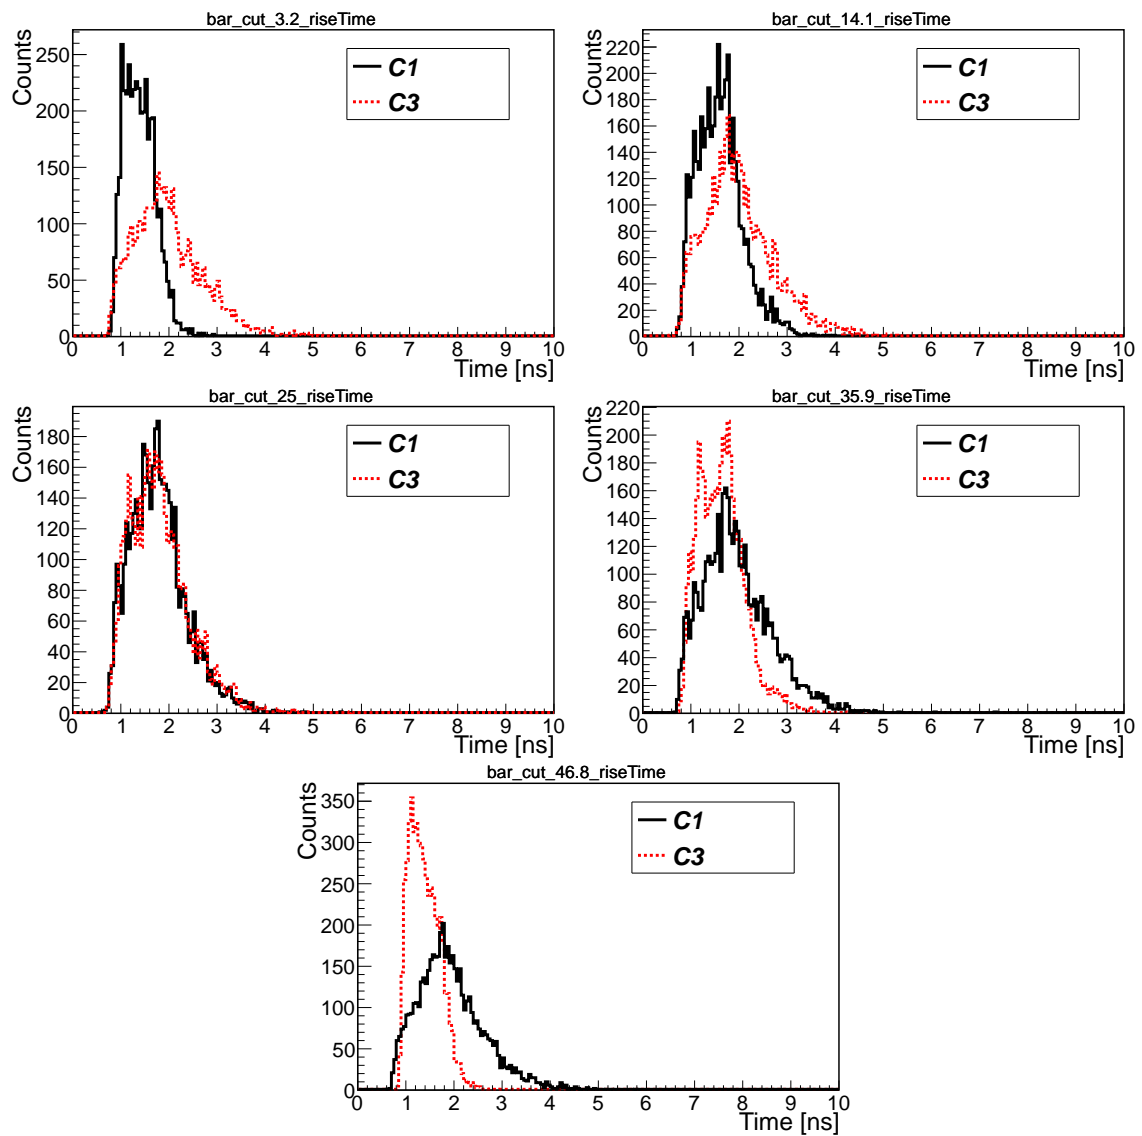 bar_cut_3.2_riseTime
Counts
250
200
150
100
50
0
0 1 2 3 4 5 6 7 8 9 10
Time [ns]
C1
C3
bar_cut_14.1_riseTime
Counts
220
200
180
160
140
120
100
80
60
40
20
0
0 1 2 3 4 5 6 7 8 9 10
Time [ns]
C1
C3
bar_cut_25_riseTime
Counts
180
160
140
120
100
80
60
40
20
0
0 1 2 3 4 5 6 7 8 9 10
Time [ns]
C1
C3
bar_cut_35.9_riseTime
Counts
220
200
180
160
140
120
100
80
60
40
20
0
0 1 2 3 4 5 6 7 8 9 10
Time [ns]
C1
C3
bar_cut_46.8_riseTime
Counts
350
300
250
200
150
100
50
0
0 1 2 3 4 5 6 7 8 9 10
Time [ns]
C1
C3